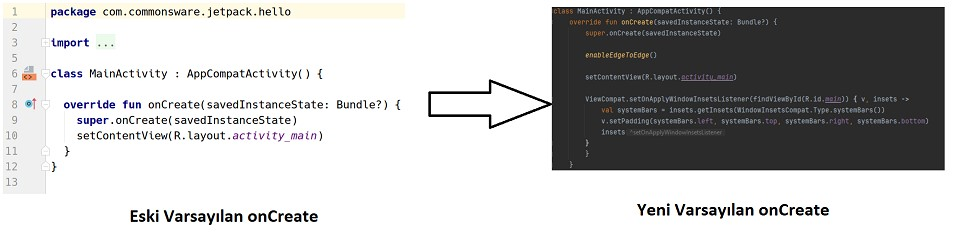 1 package com.commonsware.jetpack.hello
2
3 import ...
5
6 class MainActivity : AppCompatActivity() {
7
8 override fun onCreate(savedInstanceState: Bundle?) {
9 super.onCreate(savedInstanceState)
10 setContentView(R.layout.activity_main)
11 }
12 }
13
Eski Varsayılan onCreate
class MainActivity : AppCompatActivity() {
override fun onCreate(savedInstanceState: Bundle?) {
super.onCreate(savedInstanceState)
enableEdgeToEdge()
setContentView(R.layout.activity_main)
ViewCompat.setOnApplyWindowInsetsListener(findViewById(R.id.main)) { v, insets ->
val systemBars = insets.getInsets(WindowInsetsCompat.Type.systemBars())
v.setPadding(systemBars.left, systemBars.top, systemBars.right, systemBars.bottom)
insets ^setOnApplyWindowInsetsListener
}
}
}
Yeni Varsayılan onCreate